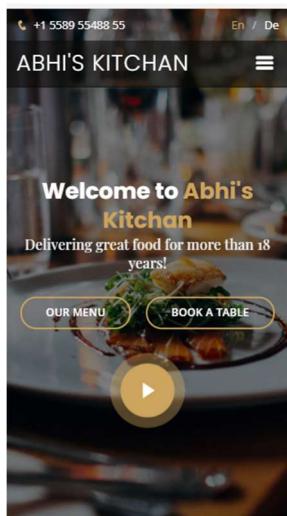 +1 5589 55488 55 En / De
ABHI'S KITCHAN
Welcome to Abhi's
Kitchan
Delivering great food for more than 18
years!
OUR MENU BOOK A TABLE